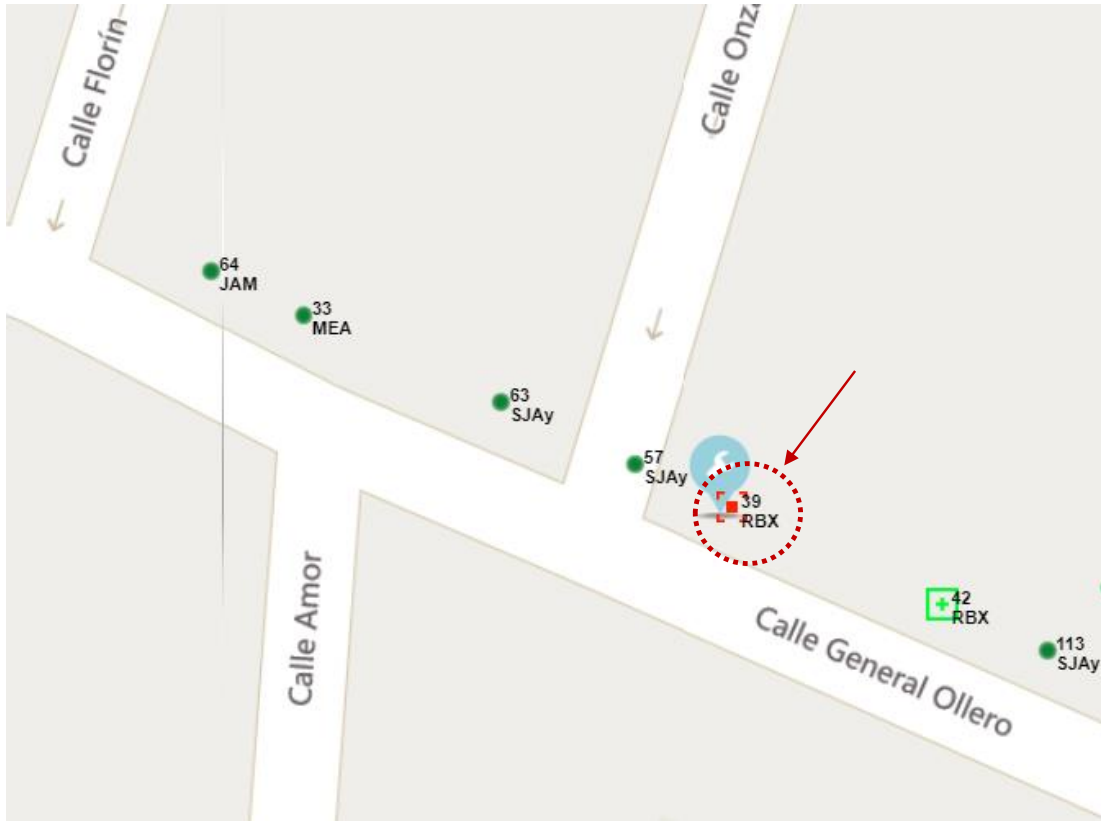 Calle Florín
Calle Onz
64
JAM
33
MEA
63
SJAy
57
SJAy
39
RBX
42
RBX
113
SJAy
Calle Amor
Calle General Ollero